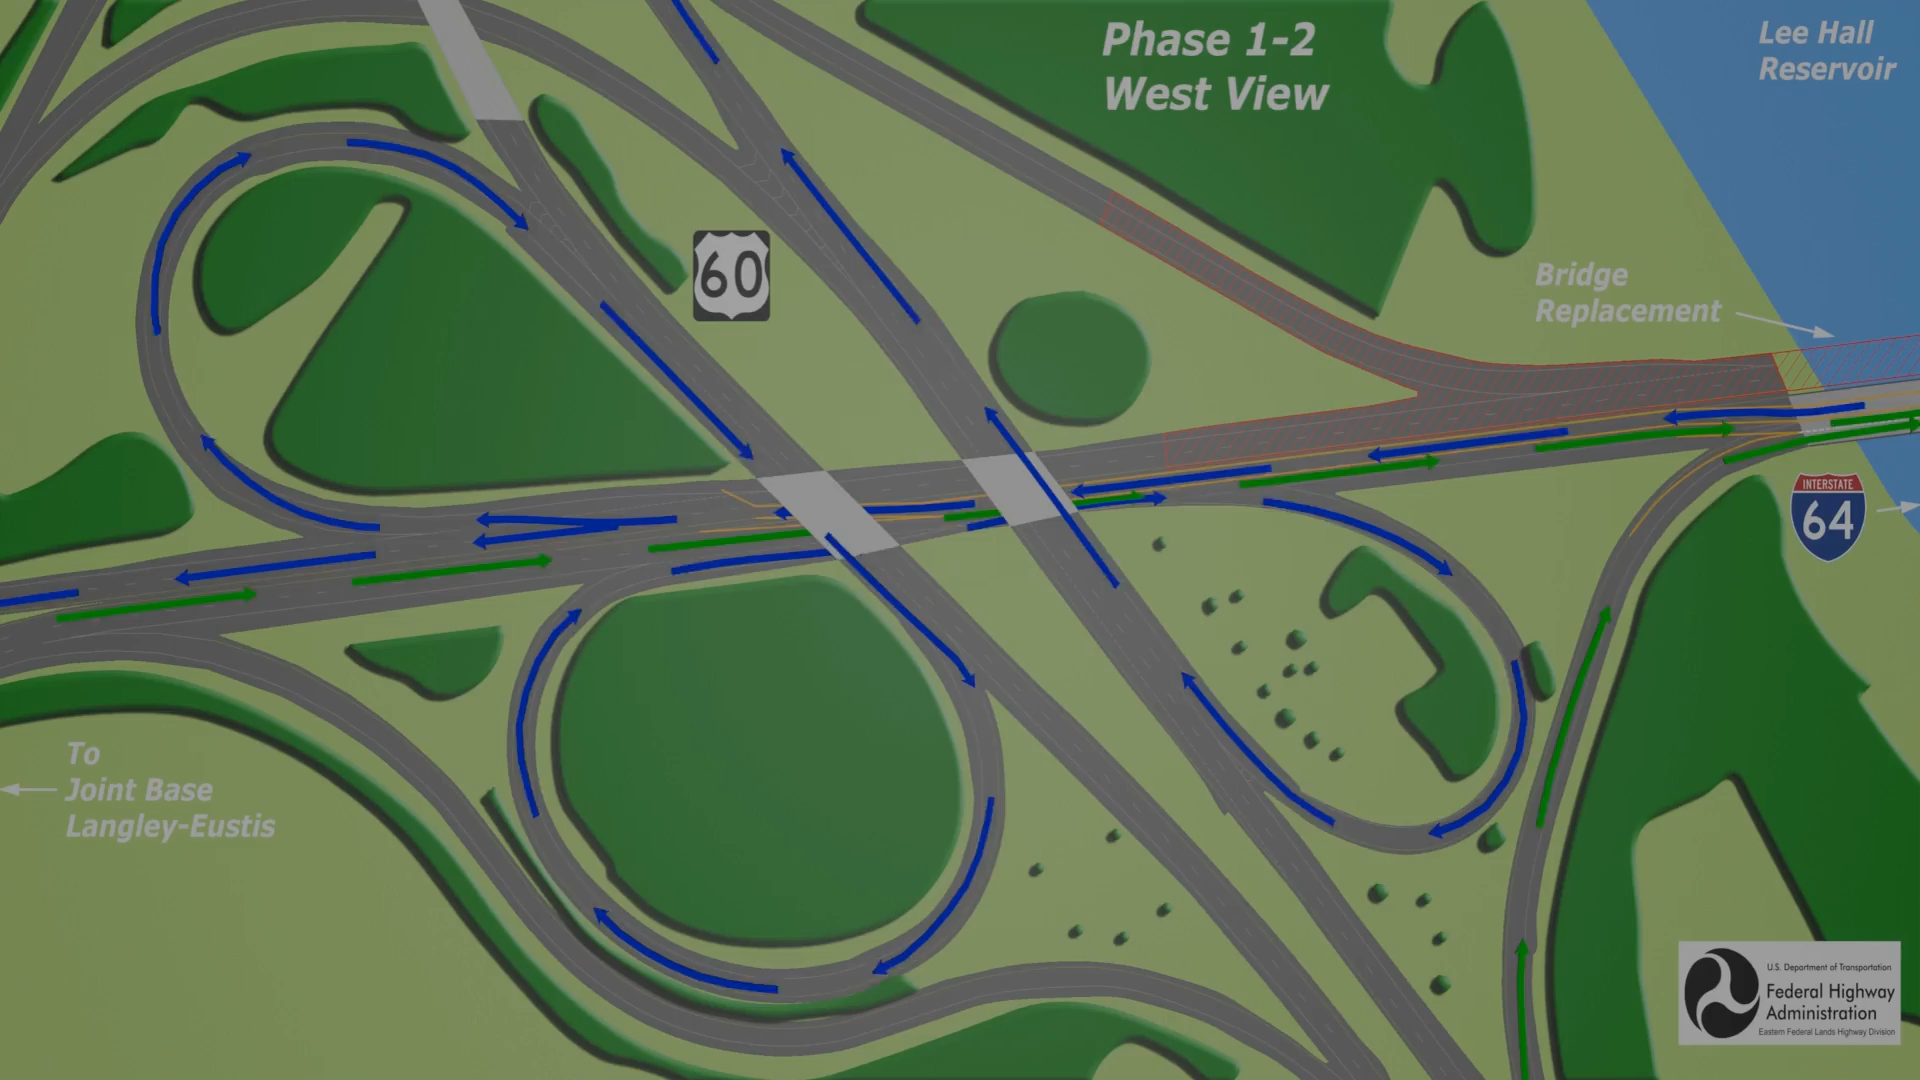 Phase 1-2
West View
Lee Hall
Reservoir
60
Bridge
Replacement
INTERSTATE
64
To
Joint Base
Langley-Eustis
U.S. Department of Transportation
Federal Highway
Administration
Eastern Federal Lands Highway Division